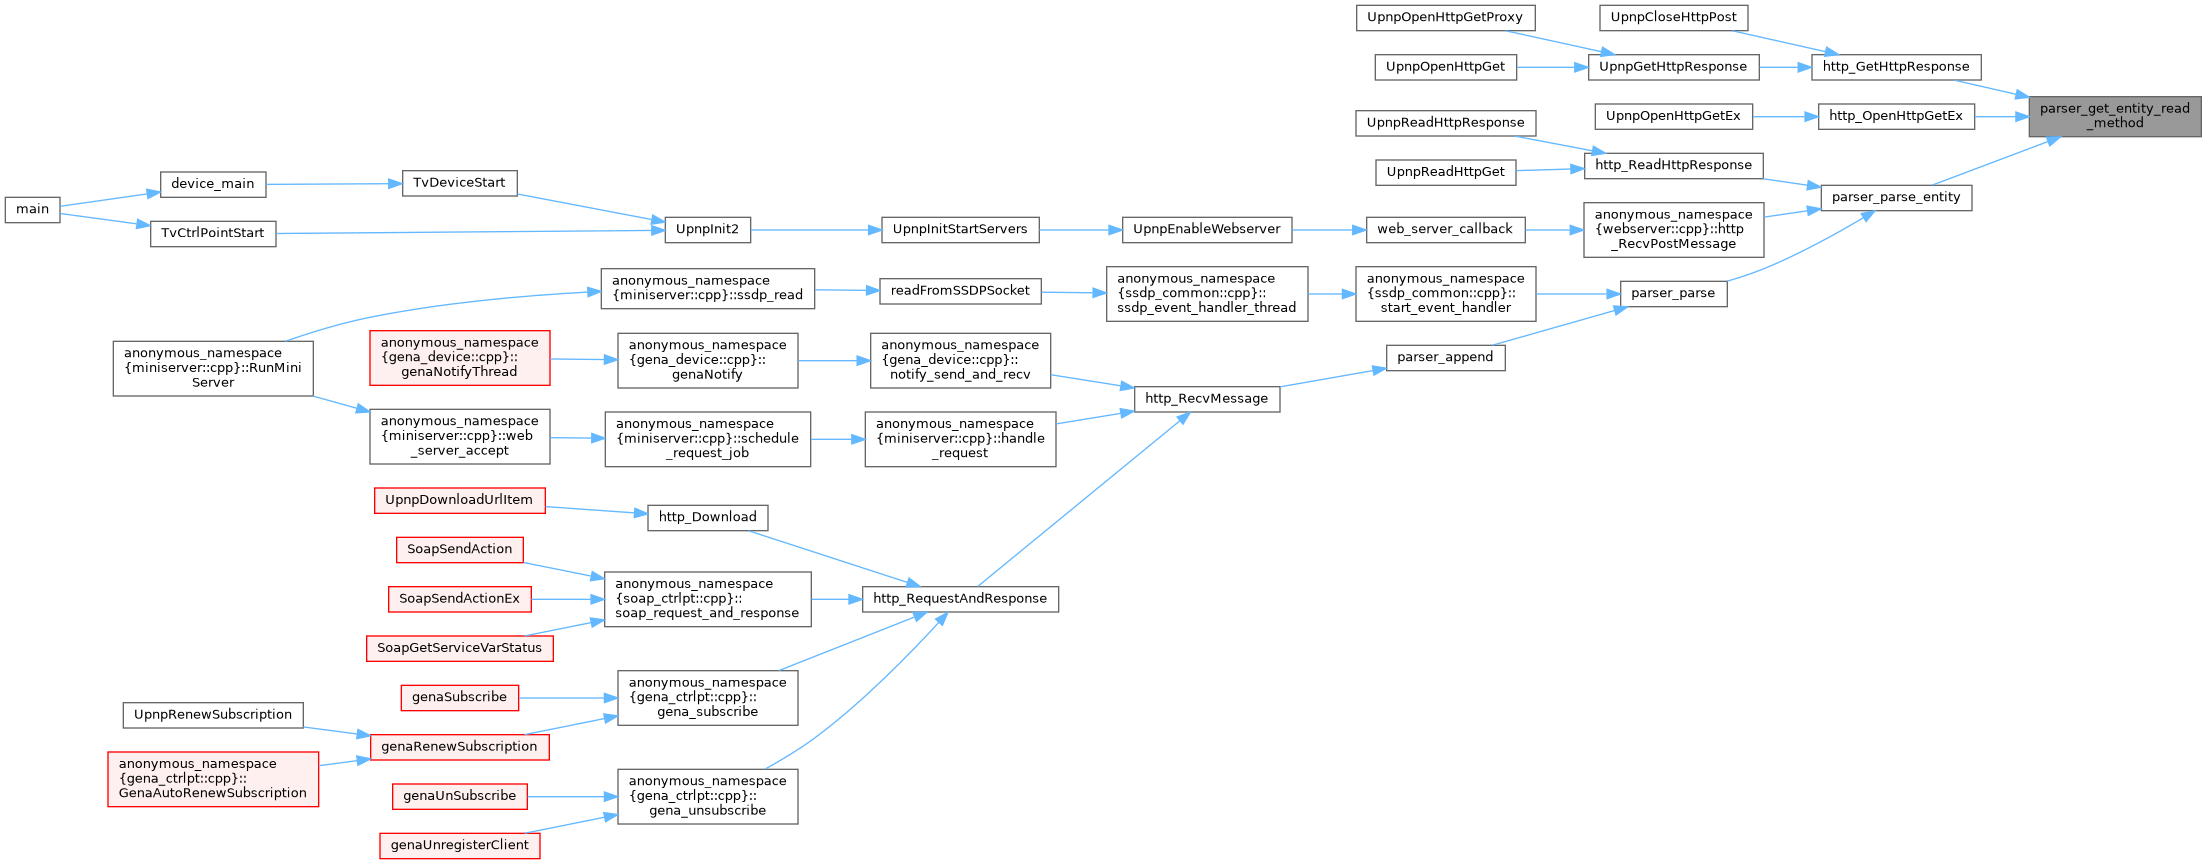 UpnpOpenHttpGetProxy
UpnpCloseHttpPost
UpnpOpenHttpGet
UpnpGetHttpResponse
http_GetHttpResponse
parser_get_entity_read
_method
UpnpOpenHttpGetEx
http_OpenHttpGetEx
UpnpReadHttpResponse
http_ReadHttpResponse
UpnpReadHttpGet
parser_parse_entity
main
device_main
TvDeviceStart
TvCtrlPointStart
UpnpInit2
UpnpInitStartServers
UpnpEnableWebserver
web_server_callback
anonymous_namespace
{webserver::cpp}::http
_RecvPostMessage
anonymous_namespace
{miniserver::cpp}::ssdp_read
readFromSSDPSocket
anonymous_namespace
{ssdp_common::cpp}::
ssdp_event_handler_thread
anonymous_namespace
{ssdp_common::cpp}::
start_event_handler
parser_parse
anonymous_namespace
{miniserver::cpp}::RunMini
Server
anonymous_namespace
{gena_device::cpp}::
genaNotifyThread
anonymous_namespace
{gena_device::cpp}::
genaNotify
anonymous_namespace
{gena_device::cpp}::
notify_send_and_recv
parser_append
http_RecvMessage
anonymous_namespace
{miniserver::cpp}::web
_server_accept
anonymous_namespace
{miniserver::cpp}::schedule
_request_job
anonymous_namespace
{miniserver::cpp}::handle
_request
UpnpDownloadUrlItem
http_Download
SoapSendAction
SoapSendActionEx
SoapGetServiceVarStatus
anonymous_namespace
{soap_ctrlpt::cpp}::
soap_request_and_response
http_RequestAndResponse
genaSubscribe
anonymous_namespace
{gena_ctrlpt::cpp}::
gena_subscribe
UpnpRenewSubscription
genaRenewSubscription
anonymous_namespace
{gena_ctrlpt::cpp}::
GenaAutoRenewSubscription
genaUnSubscribe
anonymous_namespace
{gena_ctrlpt::cpp}::
gena_unsubscribe
genaUnregisterClient